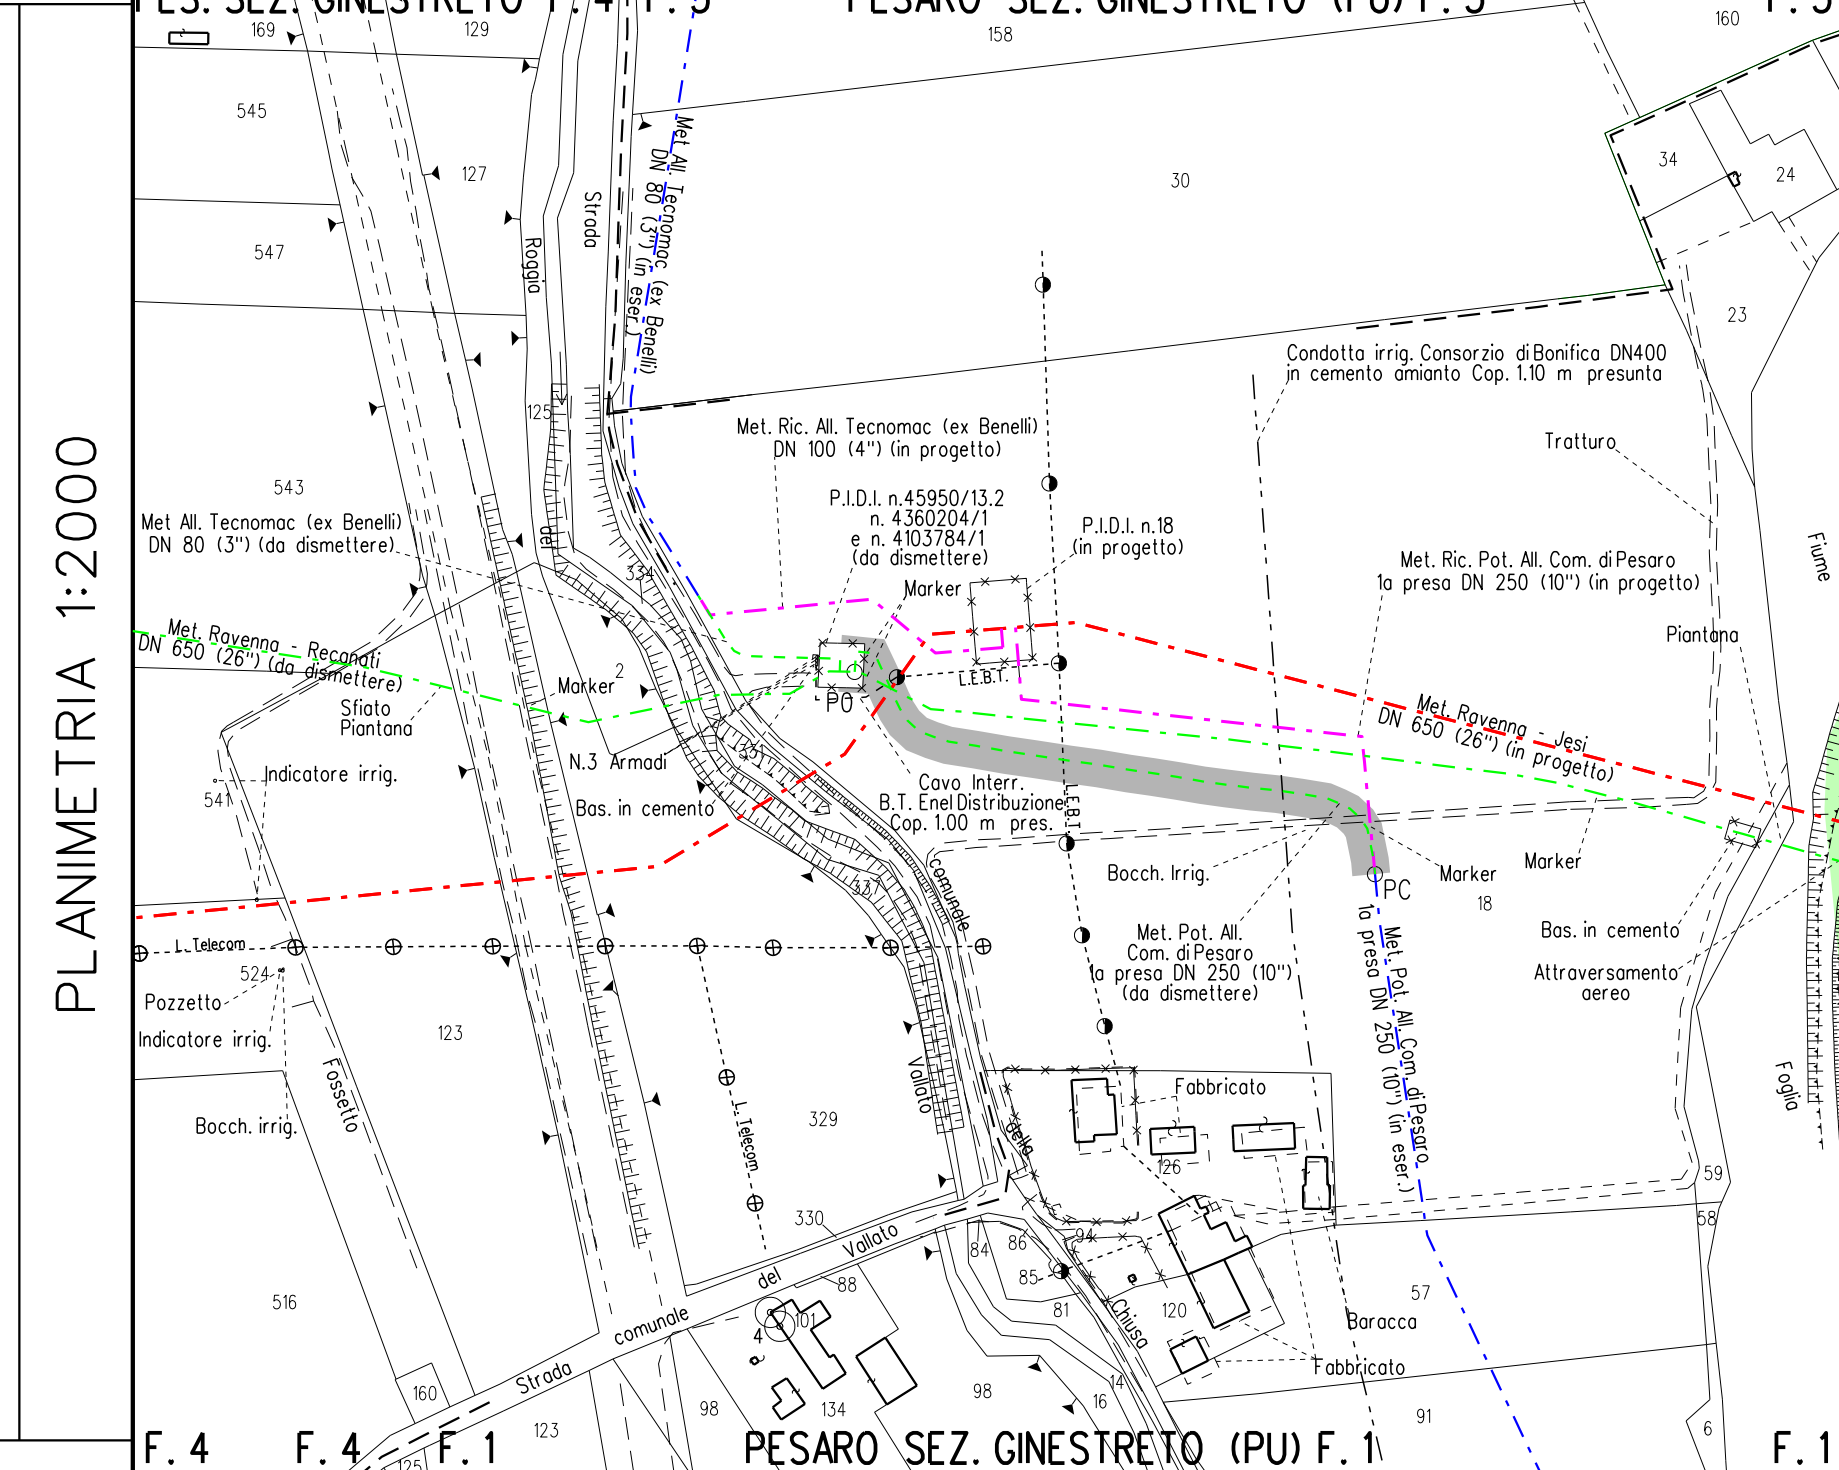 PES. SEZ. GINESTRETO F. 4 F. 5
PESARO SEZ. GINESTRETO (PU) F. 5
F. 5
169
129
158
160
545
127
30
34
24
547
23
Strada
Roggia
Met All. Tecnomac (ex Benelli)
DN 80 (3") (in eser.)
Condotta irrig. Consorzio di Bonifica DN400
in cemento amianto Cop. 1.10 m presunta
125
Met. Ric. All. Tecnomac (ex Benelli)
DN 100 (4") (in progetto)
Tratturo
543
P.I.D.I. n.45950/13.2
n. 4360204/1
e n. 4103784/1
(da dismettere)
P.I.D.I. n.18
(in progetto)
Met All. Tecnomac (ex Benelli)
DN 80 (3") (da dismettere)
del
334
Marker
Met. Ric. Pot. All. Com. di Pesaro
1a presa DN 250 (10") (in progetto)
Fiume
Piantana
Met. Ravenna - Recanati
DN 650 (26") (da dismettere)
Marker
2
L.E.B.T.
P0
Sfiato
Piantana
Met. Ravenna - Jesi
DN 650 (26") (in progetto)
N.3 Armadi
331
Indicatore irrig.
541
Bas. in cemento
Cavo Interr.
B.T. Enel Distribuzione
Cop. 1.00 m pres.
L.E.B.T.
337
comunale
Bocch. Irrig.
Marker
Marker
PC
18
L. Telecom
524
Pozzetto
Indicatore irrig.
123
Met. Pot. All.
Com. di Pesaro
1a presa DN 250 (10")
(da dismettere)
Bas. in cemento
Attraversamento
aereo
Met. Pot. All. Com. di Pesaro
1a presa DN 250 (10") (in eser.)
Fossetto
Bocch. irrig.
L. Telecom
329
Vallato
della
Fabbricato
126
Foglia
59
58
330
Vallato
del
comunale
Strada
84
86
94
85
81
88
101
4
120
Chiusa
57
Baracca
Fabbricato
516
160
123
125
98
134
98
16
14
91
6
F. 4
F. 4
F. 1
PESARO SEZ. GINESTRETO (PU) F. 1
F. 1
PLANIMETRIA 1:2000